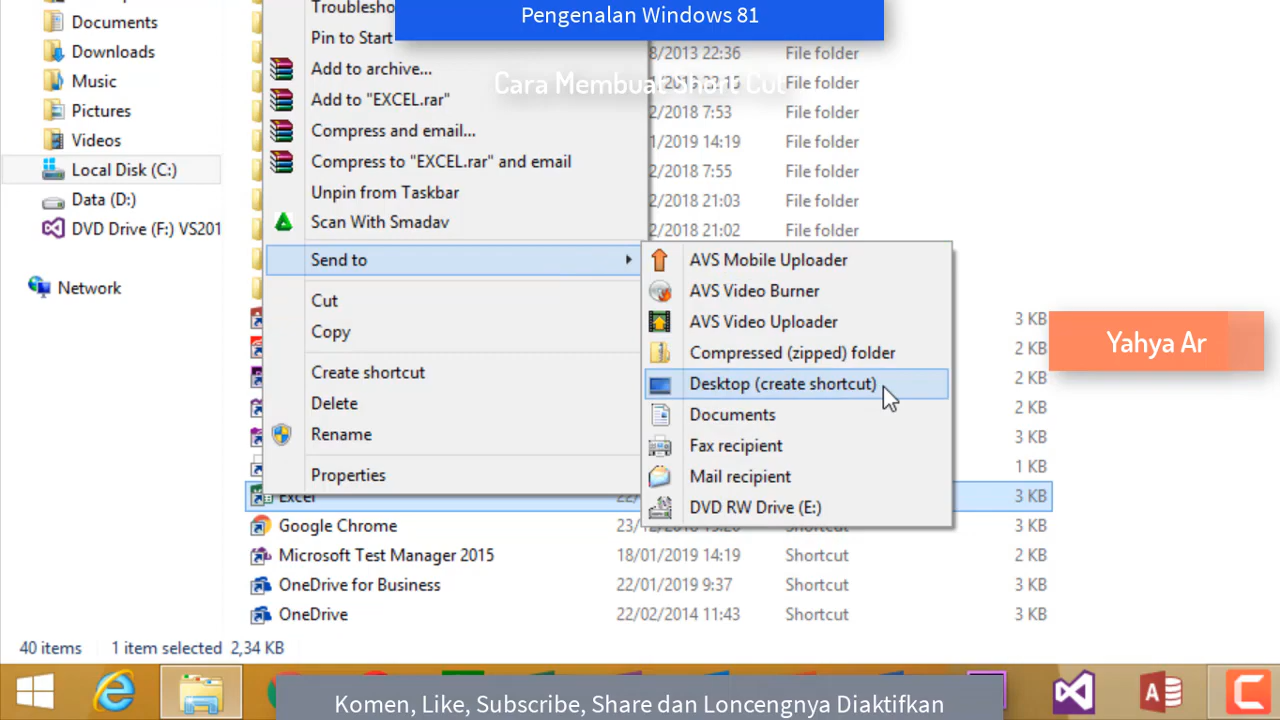 Pengenalan Windows 81
Cara Membuat Short Cut
Documents
Downloads
Music
Pictures
Videos
Local Disk (C:)
Data (D:)
DVD Drive (F:) VS201
Network
Troublesho
Pin to Start
Add to archive...
Add to "EXCEL.rar"
Compress and email...
Compress to "EXCEL.rar" and email
Unpin from Taskbar
Scan With Smadav
Send to
Cut
Copy
Create shortcut
Delete
Rename
Properties
AVS Mobile Uploader
AVS Video Burner
AVS Video Uploader
Compressed (zipped) folder
Desktop (create shortcut)
Documents
Fax recipient
Mail recipient
DVD RW Drive (E:)
8/2013 22:36 File folder
File folder
2/2018 7:53 File folder
1/2019 14:19 File folder
2/2018 7:55 File folder
2/2018 21:03 File folder
2/2018 21:02 File folder
3 KB
2 KB
2 KB
2 KB
3 KB
1 KB
Yahya Ar
Excel 3 KB
Google Chrome Shortcut 3 KB
Microsoft Test Manager 2015 18/01/2019 14:19 Shortcut 2 KB
OneDrive for Business 22/01/2019 9:37 Shortcut 3 KB
OneDrive 22/02/2014 11:43 Shortcut 3 KB
40 items 1 item selected 2,34 KB
Komen, Like, Subscribe, Share dan Loncengnya Diaktifkan